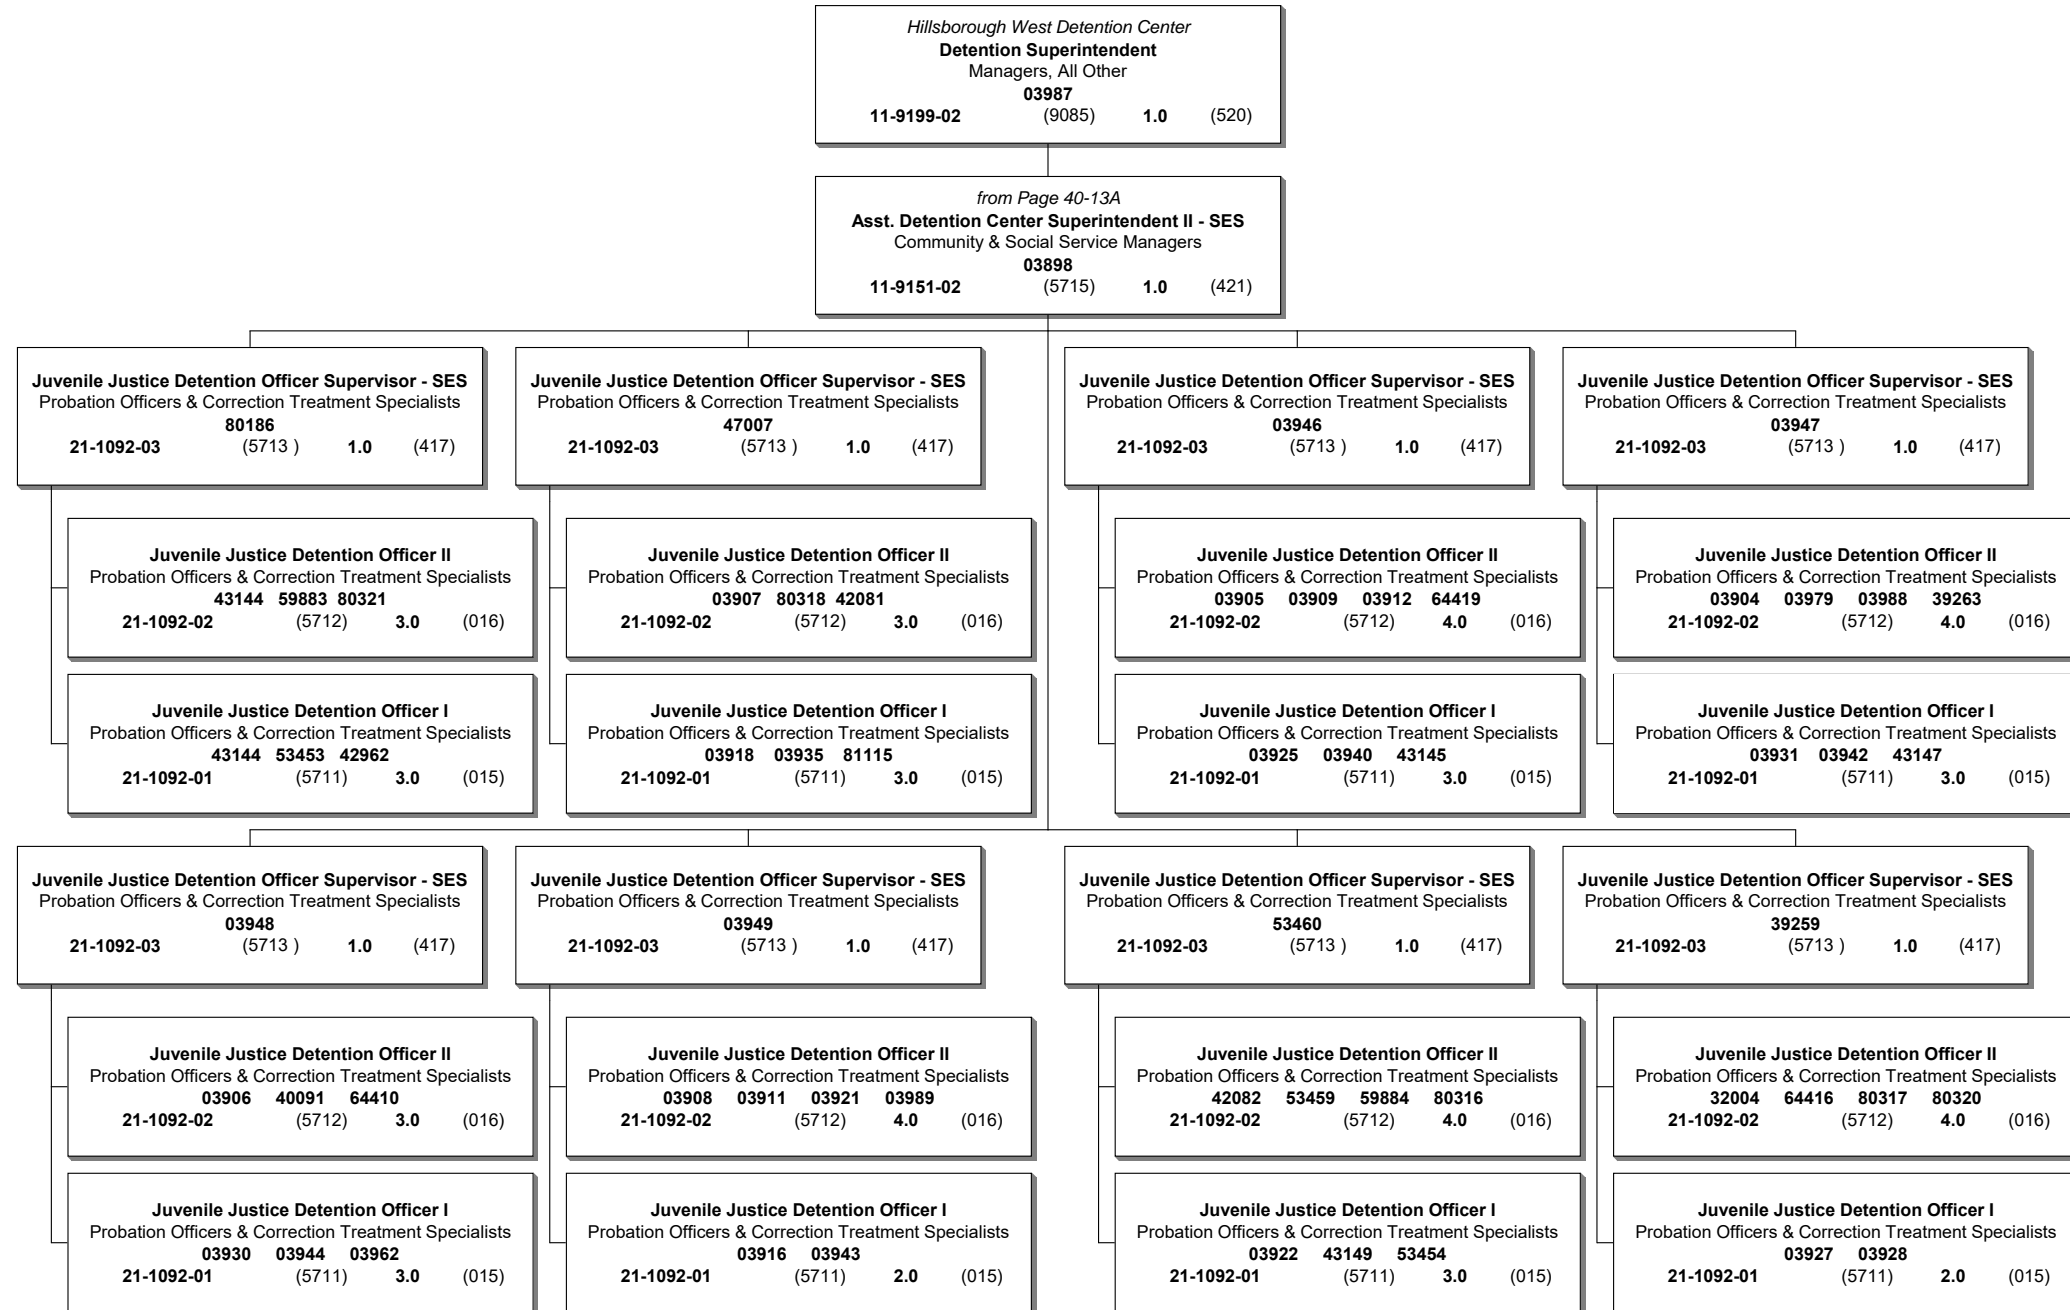 Hillsborough West Detention Center
Detention Superintendent
Managers, All Other
03987
11-9199-02 (9085) 1.0 (520)
from Page 40-13A
Asst. Detention Center Superintendent II - SES
Community & Social Service Managers
03898
11-9151-02 (5715) 1.0 (421)
Juvenile Justice Detention Officer Supervisor - SES
Probation Officers & Correction Treatment Specialists
80186
21-1092-03 (5713 ) 1.0 (417)
Juvenile Justice Detention Officer II
Probation Officers & Correction Treatment Specialists
43144 59883 80321
21-1092-02 (5712) 3.0 (016)
Juvenile Justice Detention Officer I
Probation Officers & Correction Treatment Specialists
43144 53453 42962
21-1092-01 (5711) 3.0 (015)
Juvenile Justice Detention Officer Supervisor - SES
Probation Officers & Correction Treatment Specialists
47007
21-1092-03 (5713 ) 1.0 (417)
Juvenile Justice Detention Officer II
Probation Officers & Correction Treatment Specialists
03907 80318 42081
21-1092-02 (5712) 3.0 (016)
Juvenile Justice Detention Officer I
Probation Officers & Correction Treatment Specialists
03918 03935 81115
21-1092-01 (5711) 3.0 (015)
Juvenile Justice Detention Officer Supervisor - SES
Probation Officers & Correction Treatment Specialists
03946
21-1092-03 (5713 ) 1.0 (417)
Juvenile Justice Detention Officer II
Probation Officers & Correction Treatment Specialists
03905 03909 03912 64419
21-1092-02 (5712) 4.0 (016)
Juvenile Justice Detention Officer I
Probation Officers & Correction Treatment Specialists
03925 03940 43145
21-1092-01 (5711) 3.0 (015)
Juvenile Justice Detention Officer Supervisor - SES
Probation Officers & Correction Treatment Specialists
03947
21-1092-03 (5713 ) 1.0 (417)
Juvenile Justice Detention Officer II
Probation Officers & Correction Treatment Specialists
03904 03979 03988 39263
21-1092-02 (5712) 4.0 (016)
Juvenile Justice Detention Officer I
Probation Officers & Correction Treatment Specialists
03931 03942 43147
21-1092-01 (5711) 3.0 (015)
Juvenile Justice Detention Officer Supervisor - SES
Probation Officers & Correction Treatment Specialists
03948
21-1092-03 (5713 ) 1.0 (417)
Juvenile Justice Detention Officer II
Probation Officers & Correction Treatment Specialists
03906 40091 64410
21-1092-02 (5712) 3.0 (016)
Juvenile Justice Detention Officer I
Probation Officers & Correction Treatment Specialists
03930 03944 03962
21-1092-01 (5711) 3.0 (015)
Juvenile Justice Detention Officer Supervisor - SES
Probation Officers & Correction Treatment Specialists
03949
21-1092-03 (5713 ) 1.0 (417)
Juvenile Justice Detention Officer II
Probation Officers & Correction Treatment Specialists
03908 03911 03921 03989
21-1092-02 (5712) 4.0 (016)
Juvenile Justice Detention Officer I
Probation Officers & Correction Treatment Specialists
03916 03943
21-1092-01 (5711) 2.0 (015)
Juvenile Justice Detention Officer Supervisor - SES
Probation Officers & Correction Treatment Specialists
53460
21-1092-03 (5713 ) 1.0 (417)
Juvenile Justice Detention Officer II
Probation Officers & Correction Treatment Specialists
42082 53459 59884 80316
21-1092-02 (5712) 4.0 (016)
Juvenile Justice Detention Officer I
Probation Officers & Correction Treatment Specialists
03922 43149 53454
21-1092-01 (5711) 3.0 (015)
Juvenile Justice Detention Officer Supervisor - SES
Probation Officers & Correction Treatment Specialists
39259
21-1092-03 (5713 ) 1.0 (417)
Juvenile Justice Detention Officer II
Probation Officers & Correction Treatment Specialists
32004 64416 80317 80320
21-1092-02 (5712) 4.0 (016)
Juvenile Justice Detention Officer I
Probation Officers & Correction Treatment Specialists
03927 03928
21-1092-01 (5711) 2.0 (015)